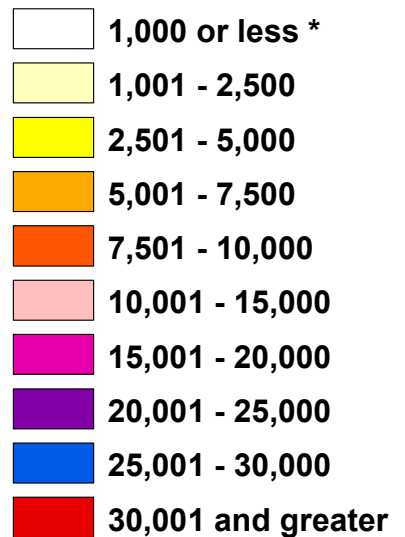 1,000 or less *
1,001 - 2,500
2,501 - 5,000
5,001 - 7,500
7,501 - 10,000
10,001 - 15,000
15,001 - 20,000
20,001 - 25,000
25,001 - 30,000
30,001 and greater